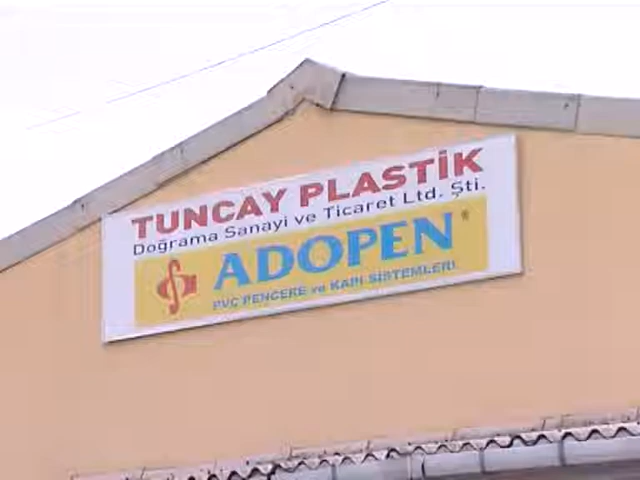 TUNCAY PLASTİK
Doğrama Sanayi ve Ticaret Ltd. Şti.
ADOPEN®
PVC PENCERE ve KAPI SİSTEMLERİ